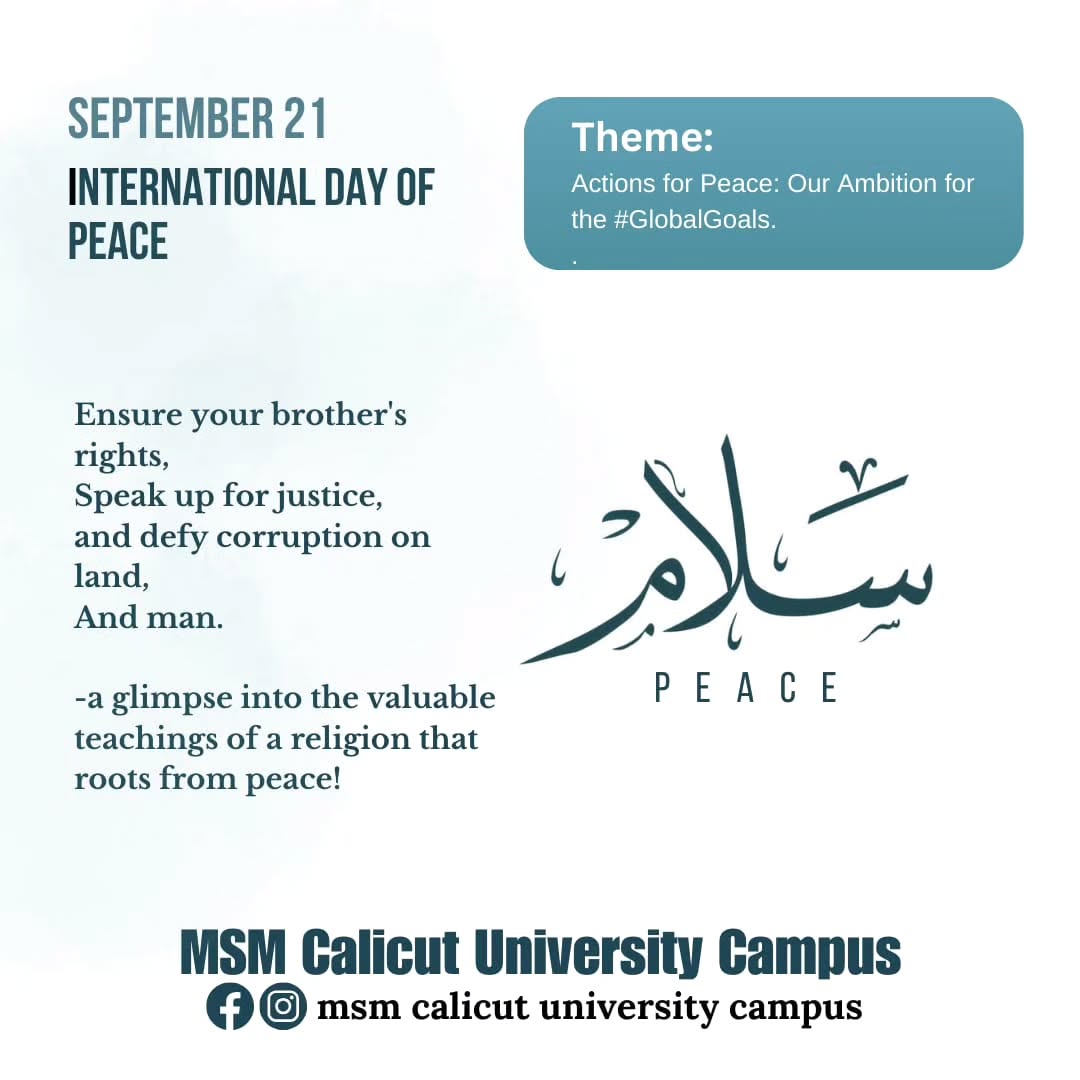 SEPTEMBER 21
INTERNATIONAL DAY OF
PEACE
Theme:
Actions for Peace: Our Ambition for
the #GlobalGoals.
.
Ensure your brother's
rights,
Speak up for justice,
and defy corruption on
land,
And man.
-a glimpse into the valuable
teachings of a religion that
roots from peace!
سلام
PEACE
MSM Calicut University Campus
msm calicut university campus